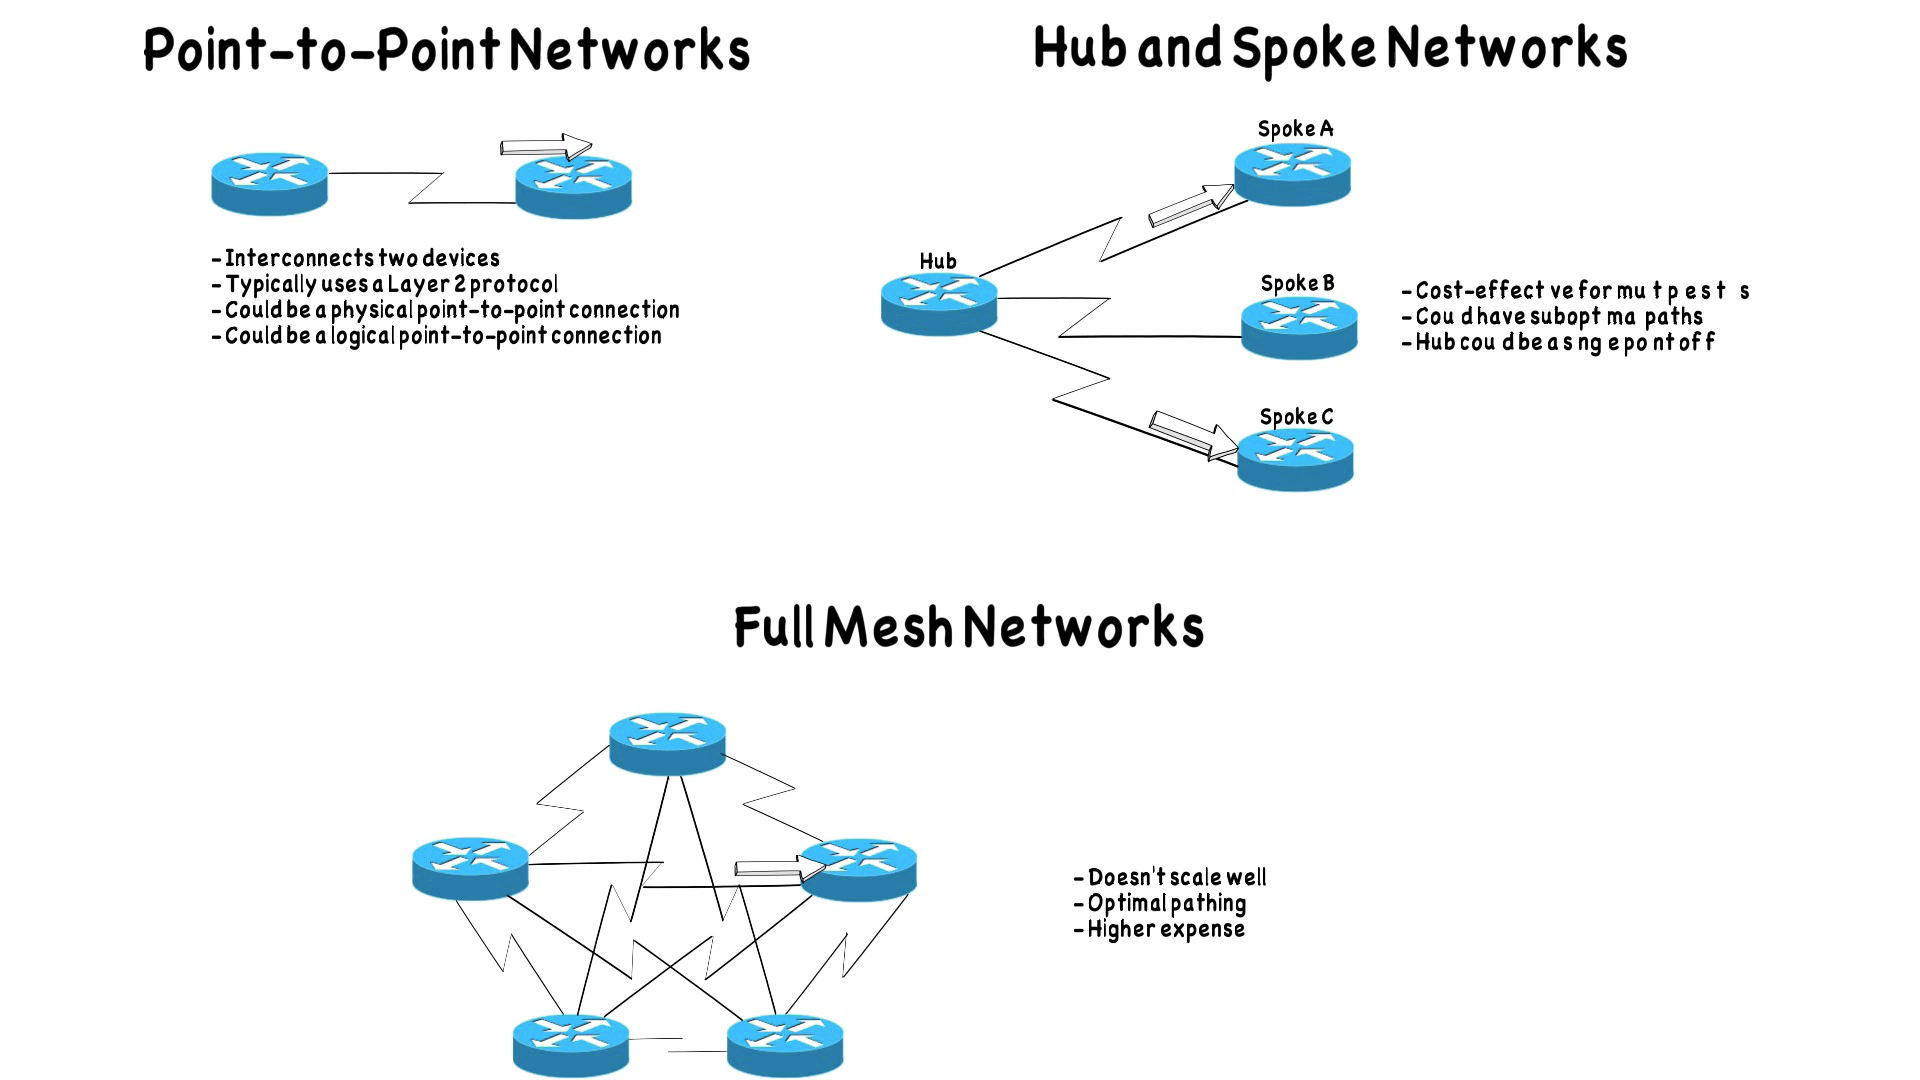 Point-to-Point Networks
- Interconnects two devices
- Typically uses a Layer 2 protocol
- Could be a physical point-to-point connection
- Could be a logical point-to-point connection
Hub and Spoke Networks
Spoke A
Hub
Spoke B
Spoke C
- Cost-effect ve for mu t p e s t s
- Cou d have subopt ma paths
- Hub cou d be a s ng e po nt of f
Full Mesh Networks
- Doesn't scale well
- Optimal pathing
- Higher expense